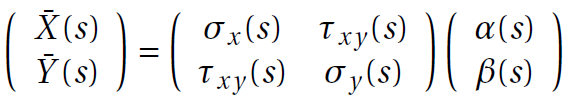 ( X̄(s) ) = ( σ_x(s) τ_xy(s) ) ( α(s) )
( Ȳ(s) ) ( τ_xy(s) σ_y(s) ) ( β(s) )